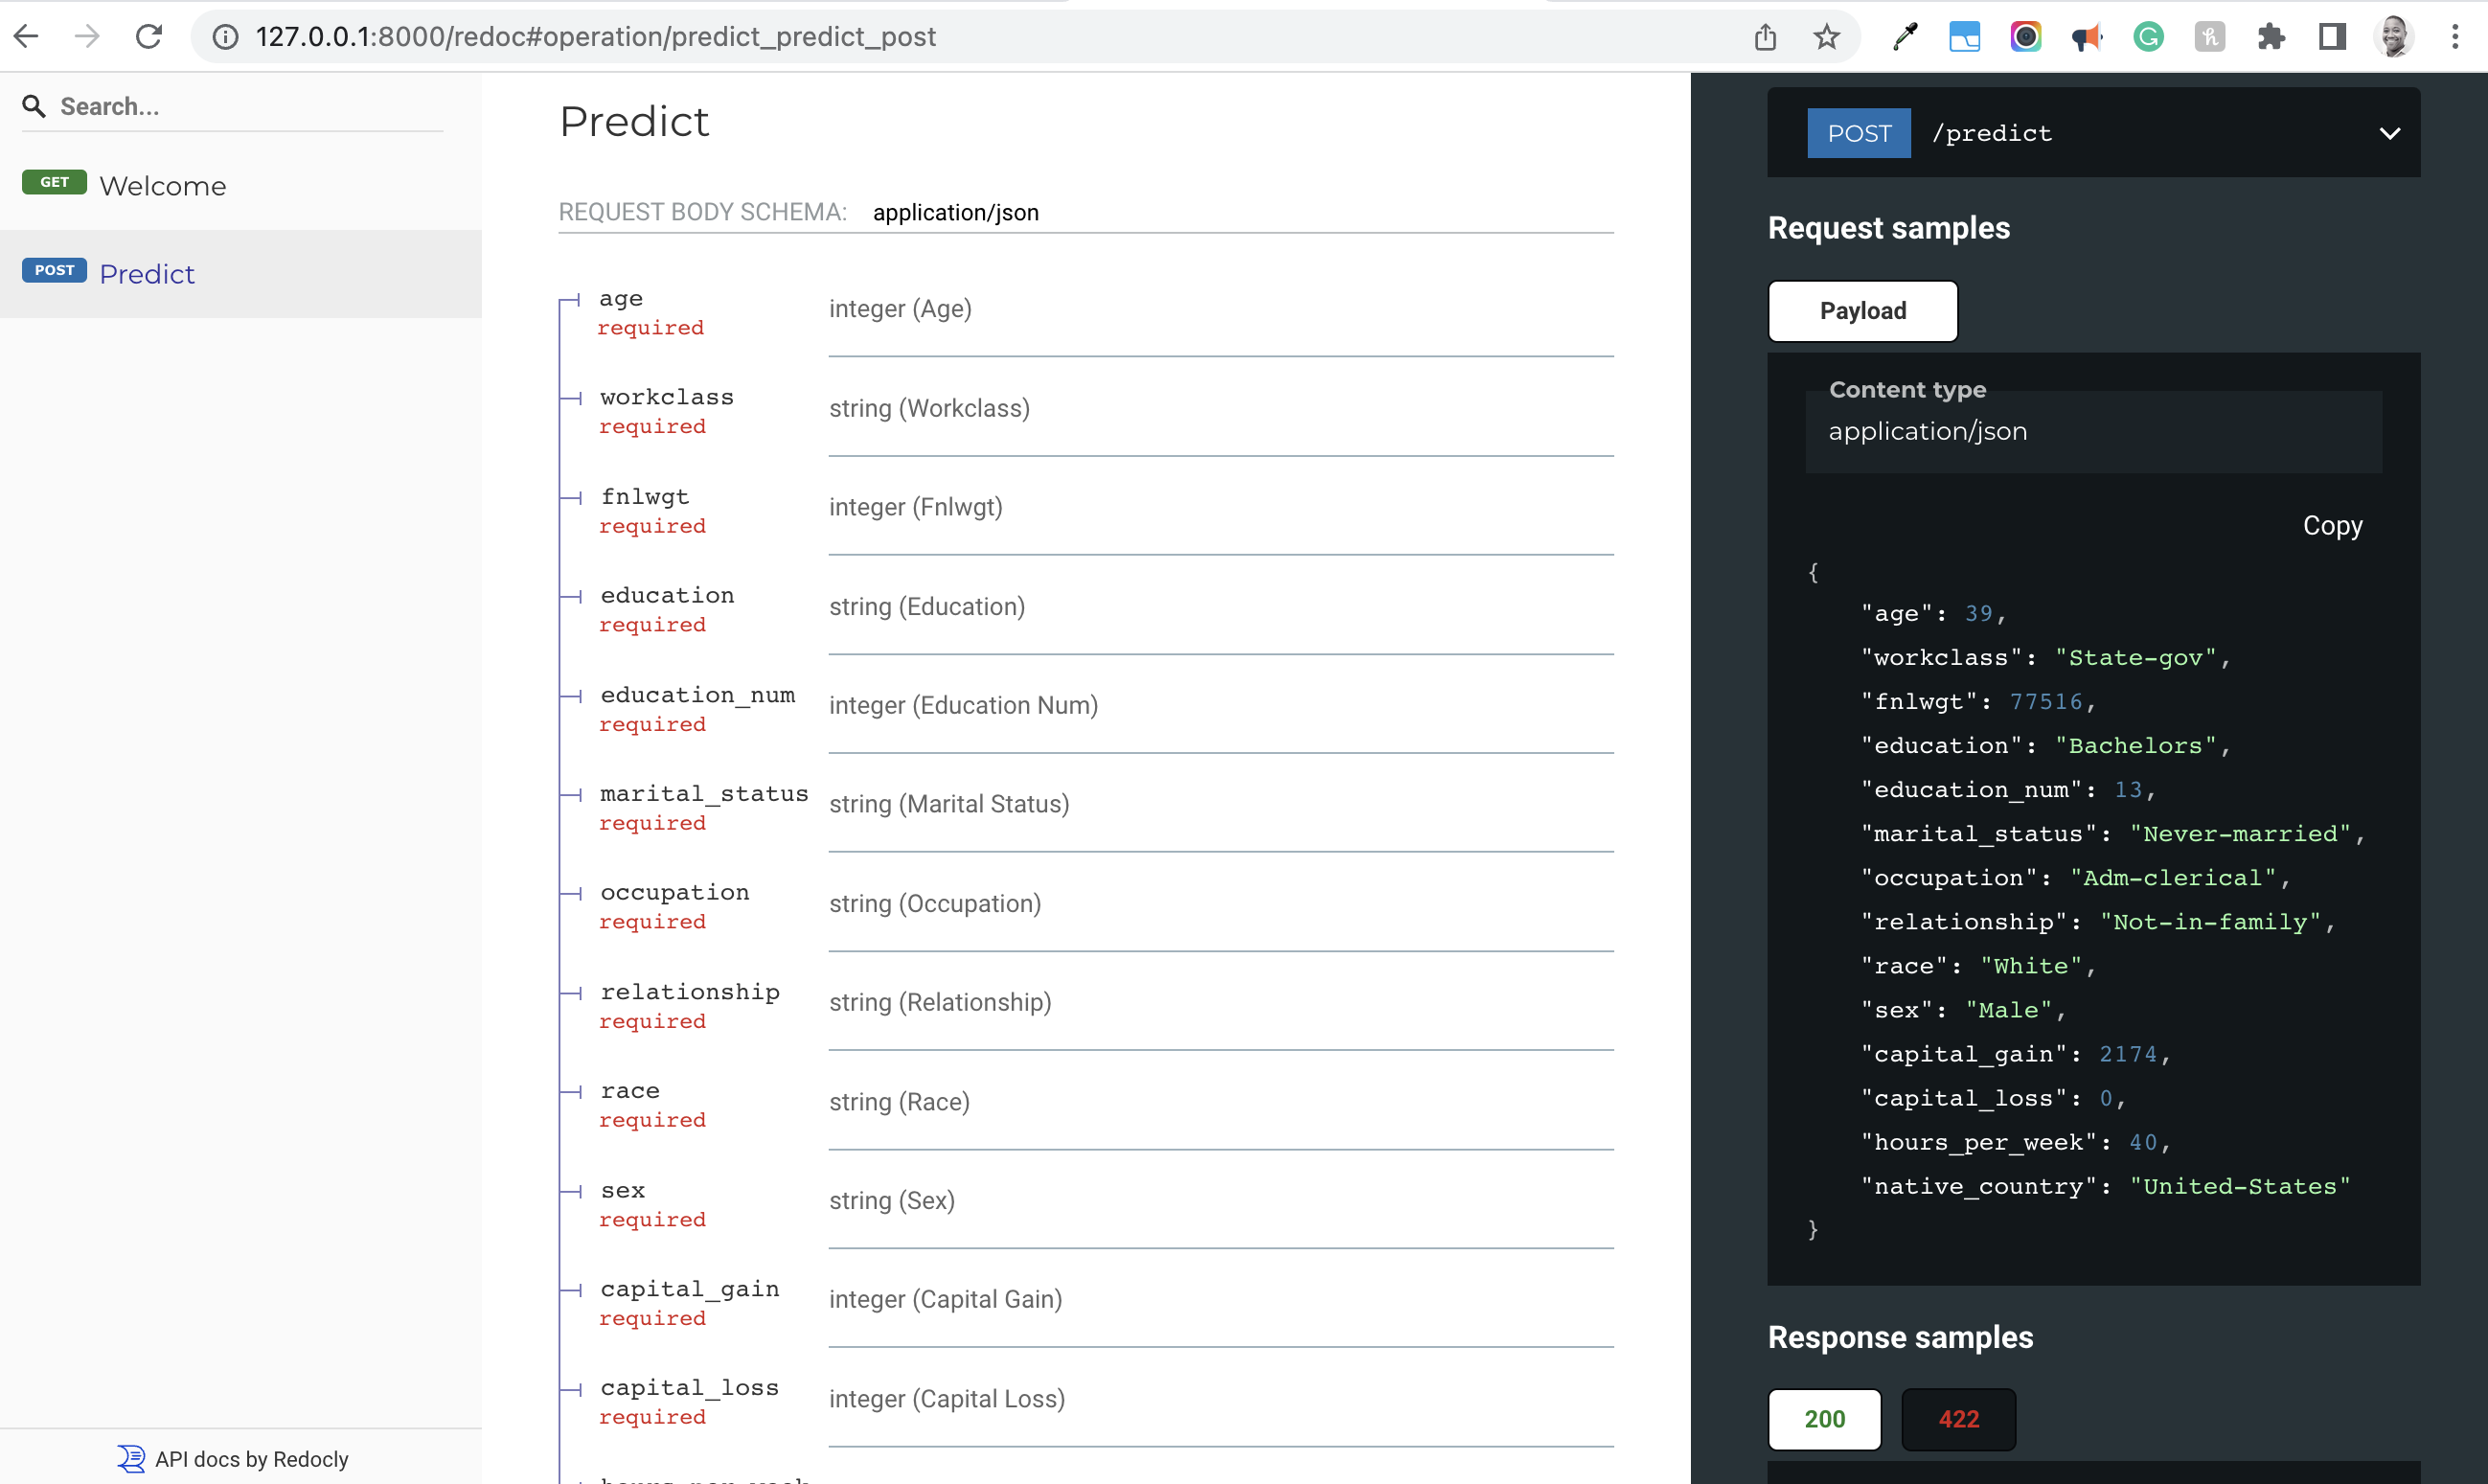 127.0.0.1:8000/redoc#operation/predict_predict_post
Search...
GET Welcome
POST Predict
API docs by Redocly
Predict
REQUEST BODY SCHEMA: application/json
age
required
integer (Age)
workclass
required
string (Workclass)
fnlwgt
required
integer (Fnlwgt)
education
required
string (Education)
education_num
required
integer (Education Num)
marital_status
required
string (Marital Status)
occupation
required
string (Occupation)
relationship
required
string (Relationship)
race
required
string (Race)
sex
required
string (Sex)
capital_gain
required
integer (Capital Gain)
capital_loss
required
integer (Capital Loss)
hours_per_week
POST /predict
Request samples
Payload
Content type
application/json
Copy
{
"age": 39,
"workclass": "State-gov",
"fnlwgt": 77516,
"education": "Bachelors",
"education_num": 13,
"marital_status": "Never-married",
"occupation": "Adm-clerical",
"relationship": "Not-in-family",
"race": "White",
"sex": "Male",
"capital_gain": 2174,
"capital_loss": 0,
"hours_per_week": 40,
"native_country": "United-States"
}
Response samples
200 422